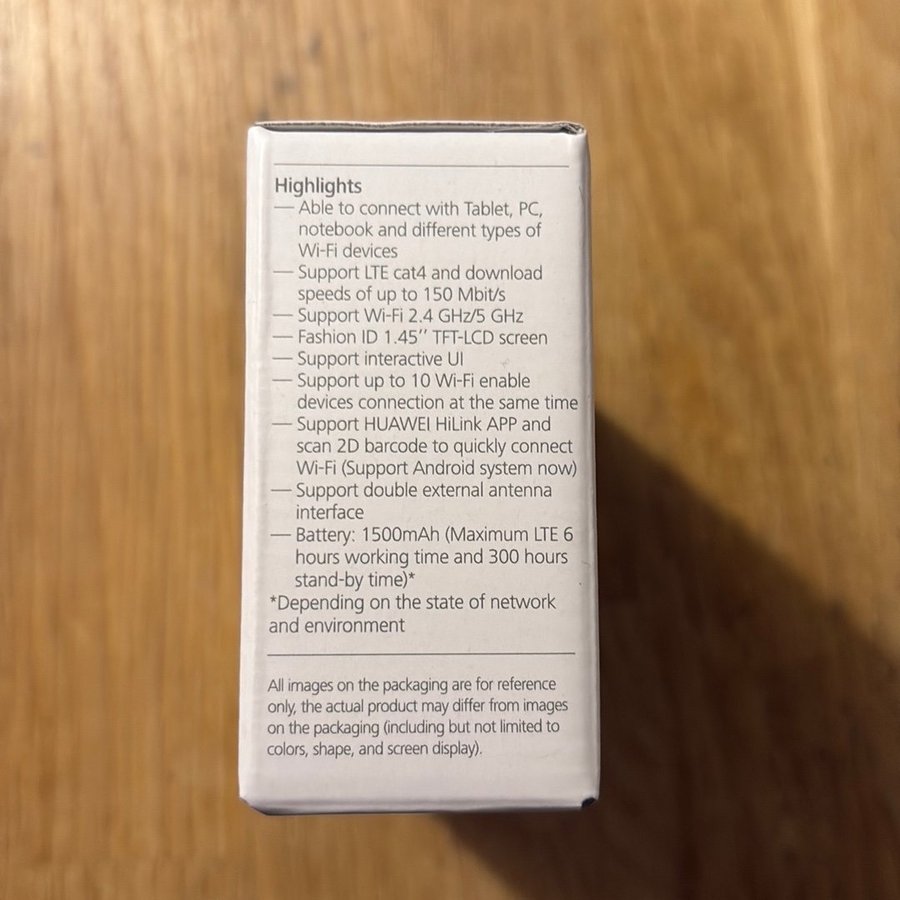 Highlights
— Able to connect with Tablet, PC,
notebook and different types of
Wi-Fi devices
— Support LTE cat4 and download
speeds of up to 150 Mbit/s
— Support Wi-Fi 2.4 GHz/5 GHz
— Fashion ID 1.45’’ TFT-LCD screen
— Support interactive UI
— Support up to 10 Wi-Fi enable
devices connection at the same time
— Support HUAWEI HiLink APP and
scan 2D barcode to quickly connect
Wi-Fi (Support Android system now)
— Support double external antenna
interface
— Battery: 1500mAh (Maximum LTE 6
hours working time and 300 hours
stand-by time)*
*Depending on the state of network
and environment
All images on the packaging are for reference
only, the actual product may differ from images
on the packaging (including but not limited to
colors, shape, and screen display).